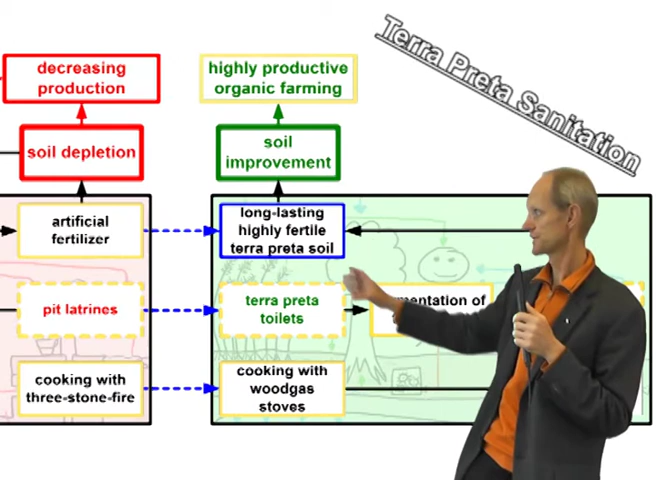 Terra Preta Sanitation
decreasing
production
highly productive
organic farming
soil depletion
soil
improvement
artificial
fertilizer
long-lasting
highly fertile
terra preta soil
pit latrines
terra preta
toilets
mentation of
cooking with
three-stone-fire
cooking with
woodgas
stoves